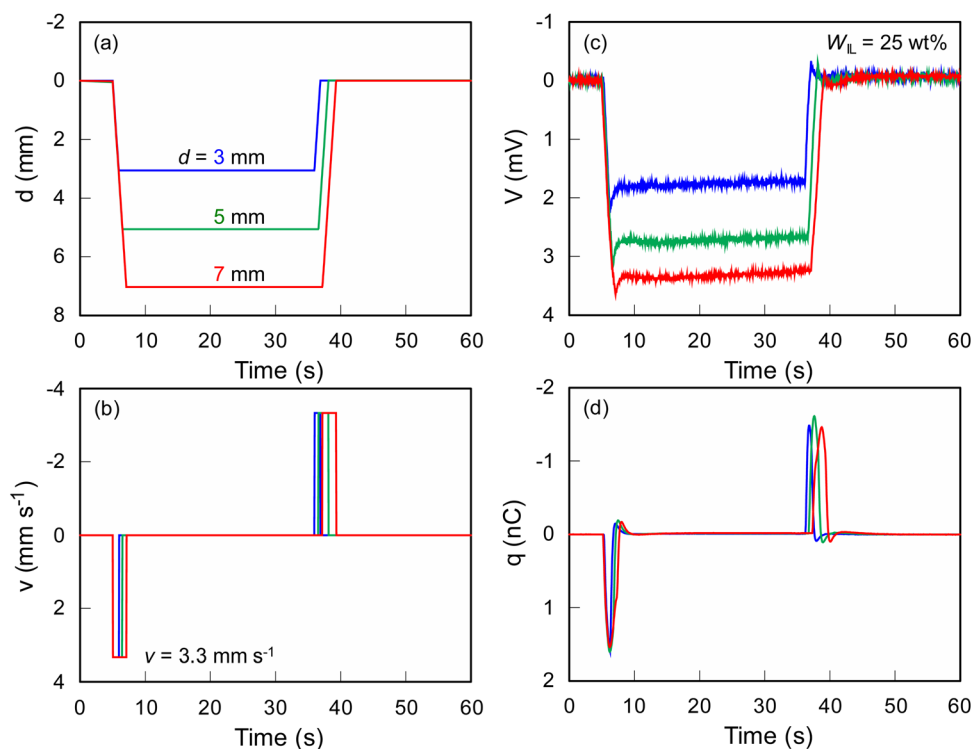 -2
0
2
4
6
8
d (mm)
(a)
d = 3 mm
5 mm
7 mm
0 10 20 30 40 50 60
Time (s)
-1
0
1
2
3
4
V (mV)
(c)
W_IL = 25 wt%
0 10 20 30 40 50 60
Time (s)
-4
-2
0
2
4
v (mm s⁻¹)
(b)
v = 3.3 mm s⁻¹
0 10 20 30 40 50 60
Time (s)
-2
-1
0
1
2
q (nC)
(d)
0 10 20 30 40 50 60
Time (s)